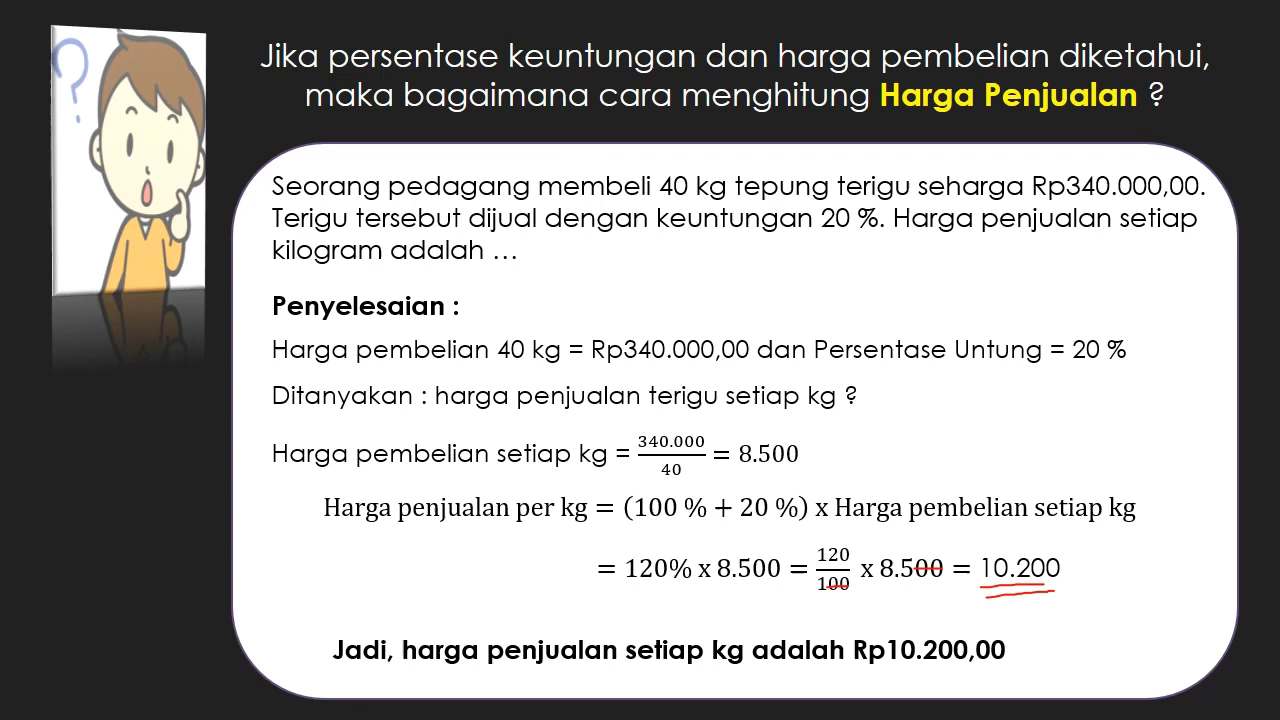 Jika persentase keuntungan dan harga pembelian diketahui,
maka bagaimana cara menghitung Harga Penjualan ?
Seorang pedagang membeli 40 kg tepung terigu seharga Rp340.000,00.
Terigu tersebut dijual dengan keuntungan 20 %. Harga penjualan setiap
kilogram adalah …
Penyelesaian :
Harga pembelian 40 kg = Rp340.000,00 dan Persentase Untung = 20 %
Ditanyakan : harga penjualan terigu setiap kg ?
Harga pembelian setiap kg = 340.000/40 = 8.500
Harga penjualan per kg = (100 % + 20 %) x Harga pembelian setiap kg
= 120% x 8.500 = 120/100 x 8.500 = 10.200
Jadi, harga penjualan setiap kg adalah Rp10.200,00